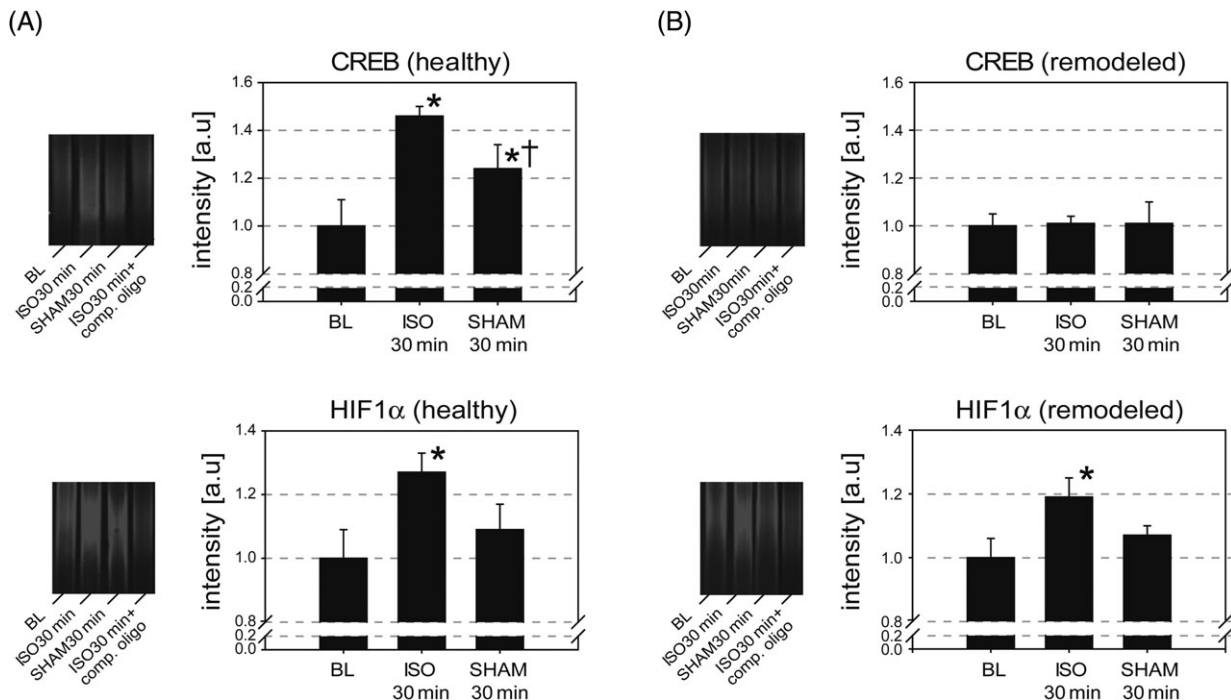 (A)
CREB (healthy)
intensity [a.u]
1.6
1.4
1.2
1.0
0.8
0.2
0.0
*
*†
BL
ISO
30 min
SHAM
30 min
BL
ISO30 min
SHAM30 min
ISO30 min+
comp. oligo
HIF1α (healthy)
intensity [a.u]
1.4
1.2
1.0
0.8
0.2
0.0
*
BL
ISO
30 min
SHAM
30 min
BL
ISO30 min
SHAM30 min
ISO30 min+
comp. oligo
(B)
CREB (remodeled)
intensity [a.u]
1.6
1.4
1.2
1.0
0.8
0.2
0.0
BL
ISO
30 min
SHAM
30 min
BL
ISO30min
SHAM30min
ISO30min+
comp. oligo
HIF1α (remodeled)
intensity [a.u]
1.4
1.2
1.0
0.8
0.2
0.0
*
BL
ISO
30 min
SHAM
30 min
BL
ISO30 min
SHAM30 min
ISO30 min+
comp. oligo